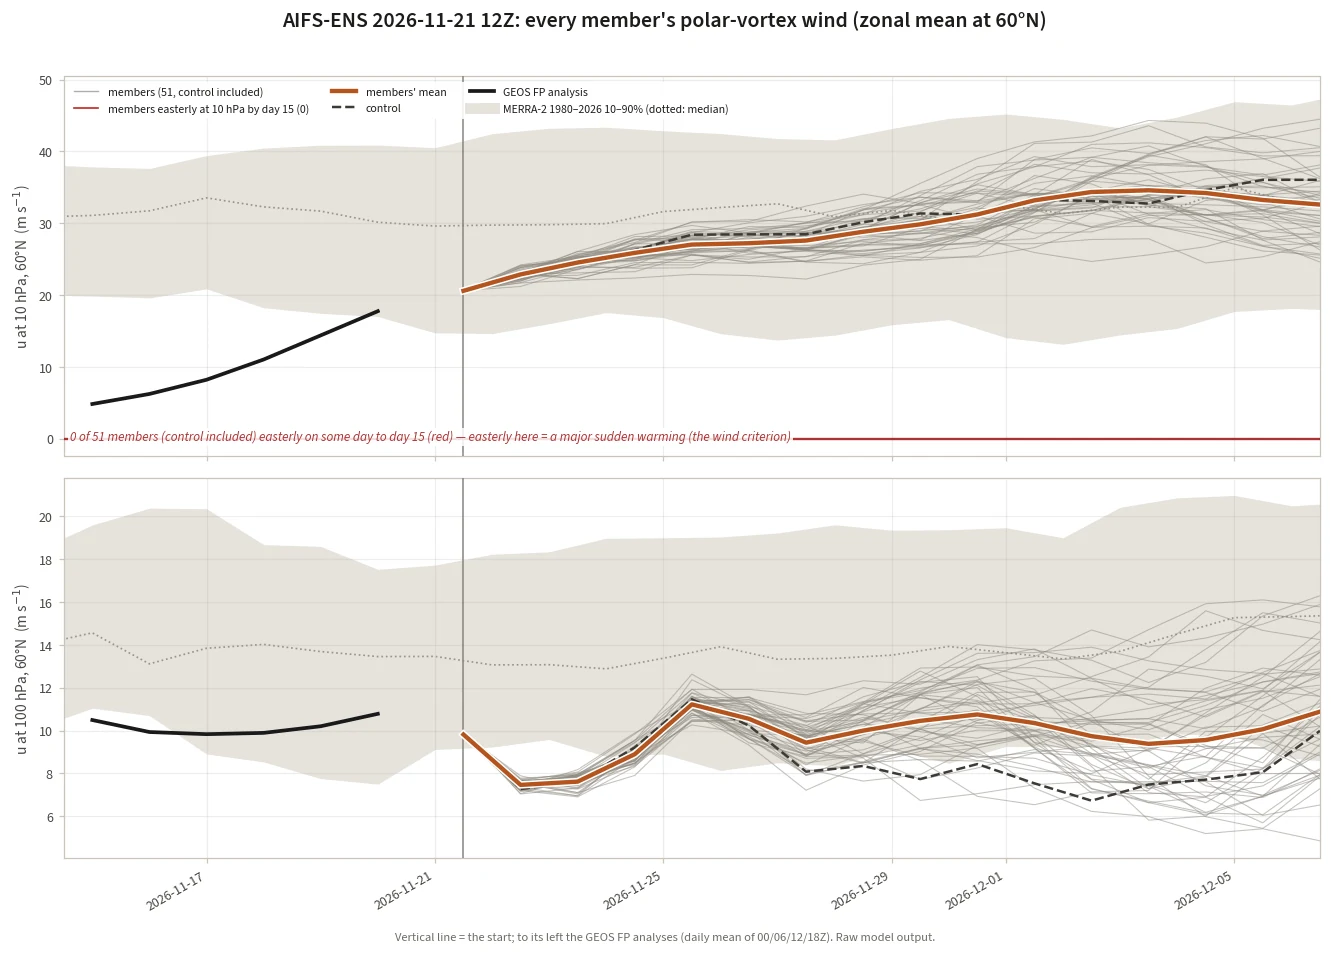 AIFS-ENS 2026-11-21 12Z: every member's polar-vortex wind (zonal mean at 60°N)
members (51, control included)
members easterly at 10 hPa by day 15 (0)
members' mean
control
GEOS FP analysis
MERRA-2 1980–2026 10–90% (dotted: median)
u at 10 hPa, 60°N (m s⁻¹)
50
40
30
20
10
0
0 of 51 members (control included) easterly on some day to day 15 (red) — easterly here = a major sudden warming (the wind criterion)
u at 100 hPa, 60°N (m s⁻¹)
20
18
16
14
12
10
8
6
2026-11-17
2026-11-21
2026-11-25
2026-11-29
2026-12-01
2026-12-05
Vertical line = the start; to its left the GEOS FP analyses (daily mean of 00/06/12/18Z). Raw model output.